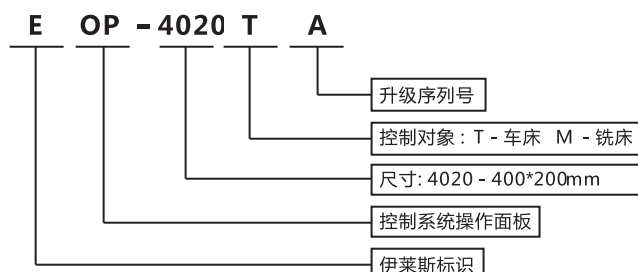 E OP - 4020 T A
升级序列号
控制对象: T - 车床 M - 铣床
尺寸: 4020 - 400*200mm
控制系统操作面板
伊莱斯标识